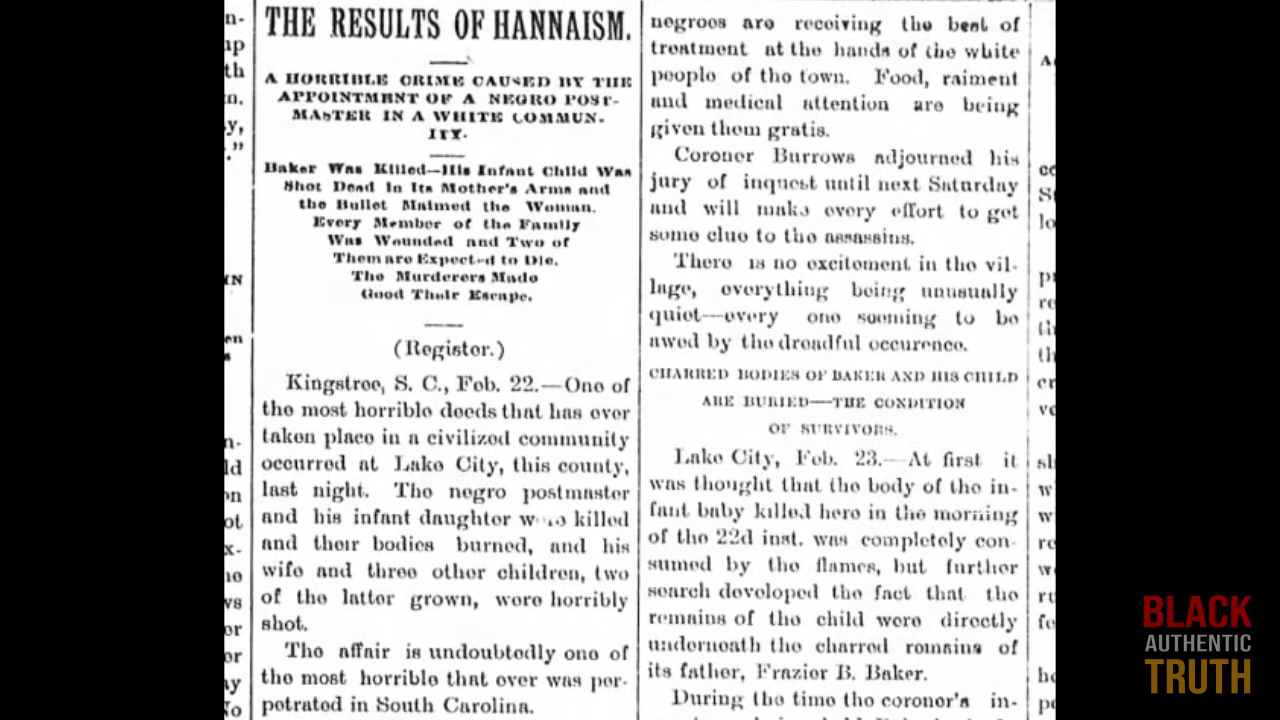 THE RESULTS OF HANNAISM.
A HORRIBLE CRIME CAUSED BY THE
APPOINTMENT OF A NEGRO POST-
MASTER IN A WHITE COMMUN-
ITY.
Baker Was Killed—His Infant Child Was
Shot Dead in Its Mother's Arms and
the Bullet Maimed the Woman.
Every Member of the Family
Was Wounded and Two of
Them are Expected to Die.
The Murderers Made
Good Their Escape.
(Register.)
Kingstree, S. C., Feb. 22.—One of
the most horrible deeds that has ever
taken place in a civilized community
occurred at Lake City, this county,
last night. The negro postmaster
and his infant daughter killed
and their bodies burned, and his
wife and three other children, two
of the latter grown, were horribly
shot.
The affair is undoubtedly one of
the most horrible that ever was per-
petrated in South Carolina.
negroes are receiving the best of
treatment at the hands of the white
people of the town. Food, raiment
and medical attention are being
given them gratis.
Coroner Burrows adjourned his
jury of inquest until next Saturday
and will make every effort to get
some clue to the assassins.
There is no excitement in the vil-
lage, everything being unusually
quiet—every one seeming to be
awed by the dreadful occurence.
CHARRED BODIES OF BAKER AND HIS CHILD
ARE BURIED—THE CONDITION
OF SURVIVORS.
Lake City, Feb. 23.—At first it
was thought that the body of the in-
fant baby killed here in the morning
of the 22d inst. was completely con-
sumed by the flames, but further
search developed the fact that the
remains of the child were directly
underneath the charred remains of
its father, Frazier B. Baker.
During the time the coroner's in-
BLACK
AUTHENTIC
TRUTH